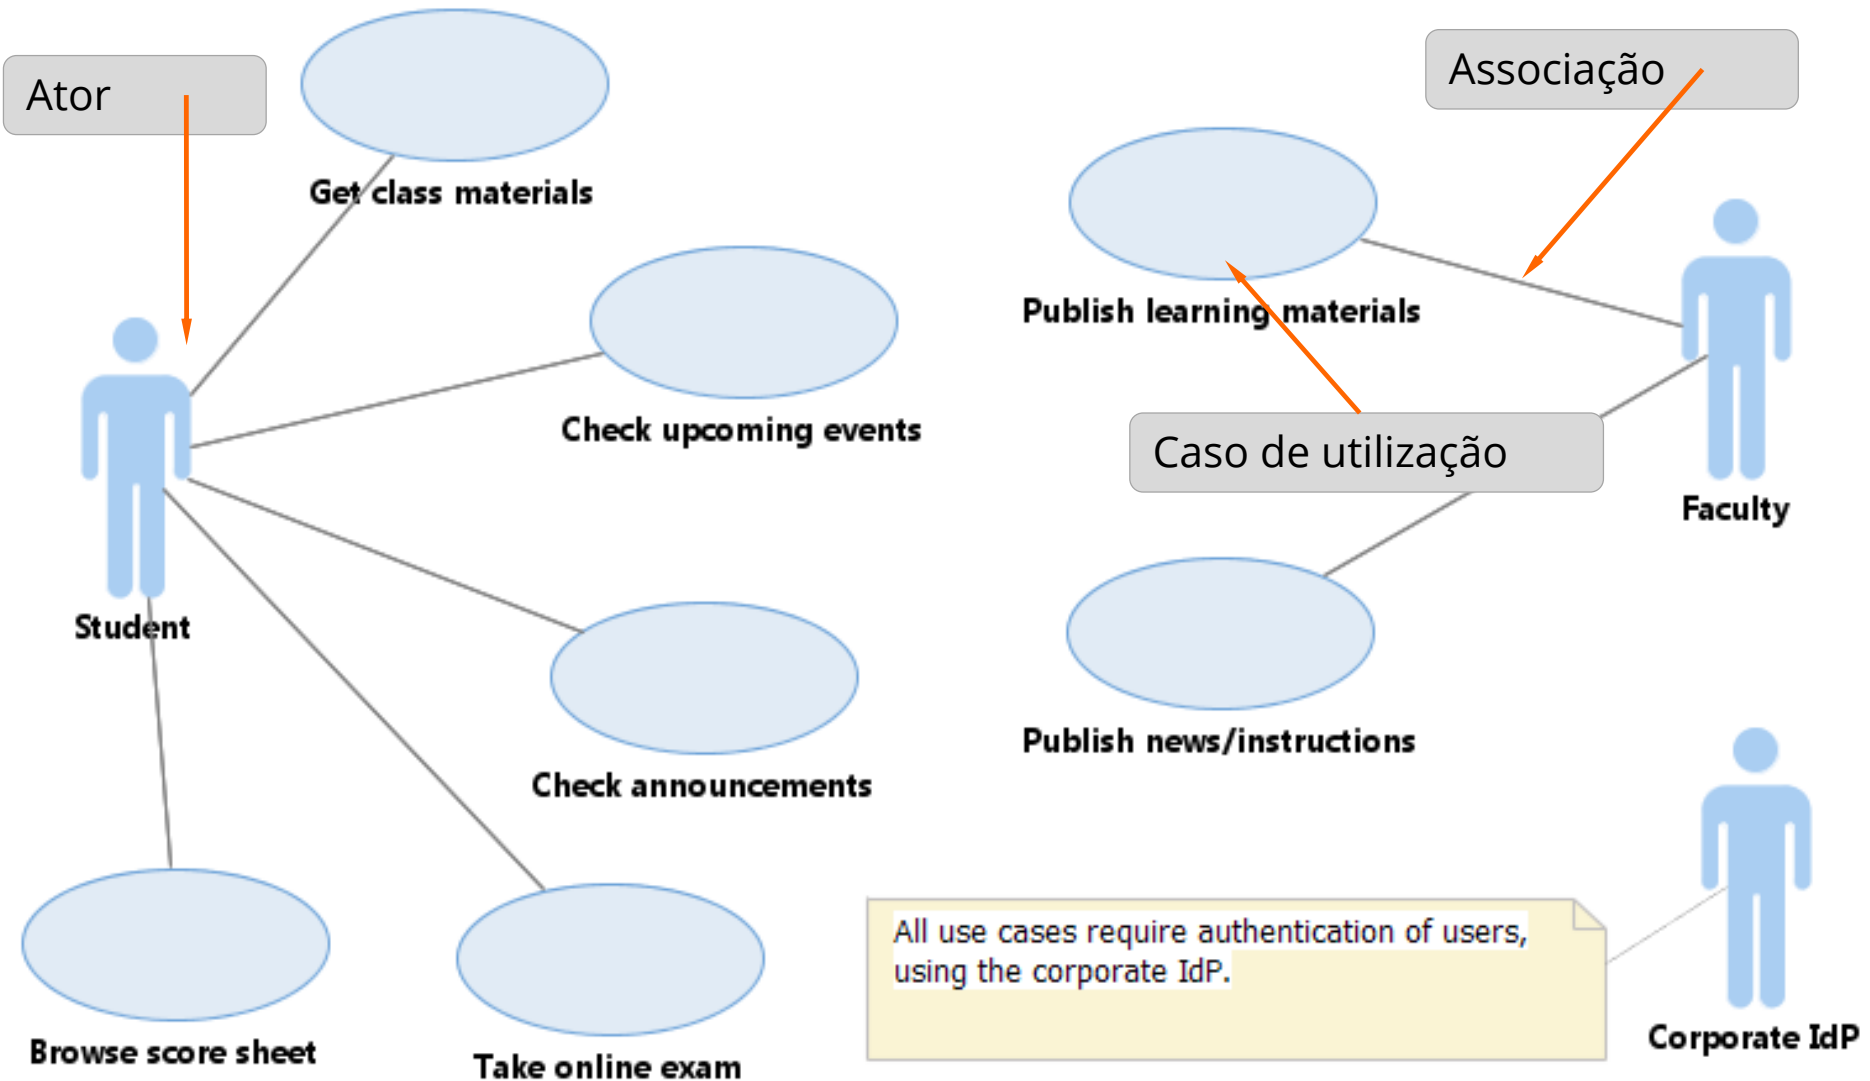 Ator
Associação
Get class materials
Publish learning materials
Check upcoming events
Caso de utilização
Faculty
Student
Publish news/instructions
Check announcements
All use cases require authentication of users,
using the corporate IdP.
Corporate IdP
Browse score sheet
Take online exam